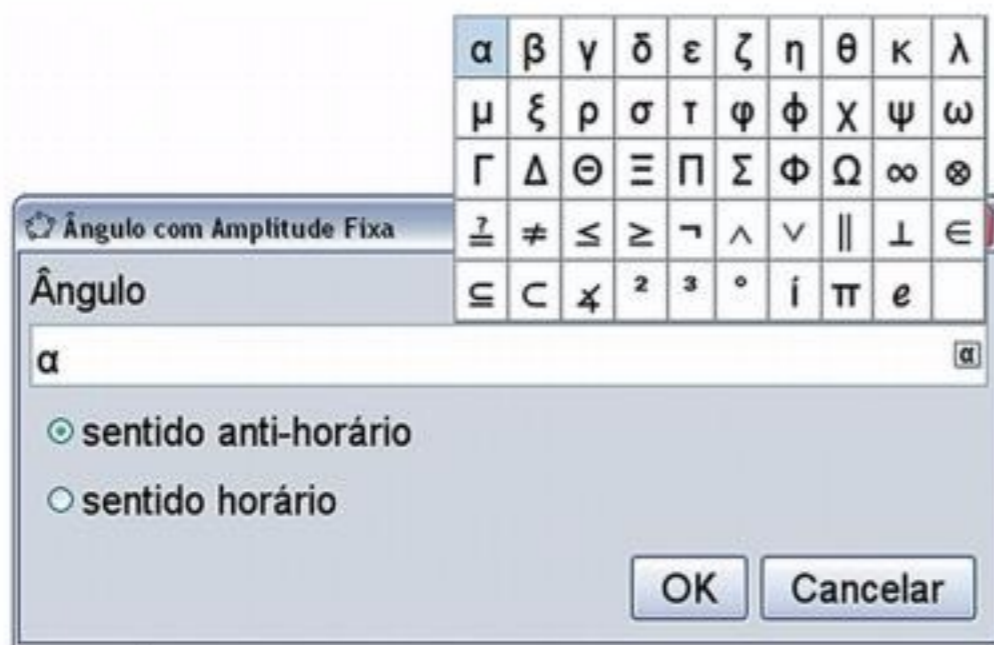 α β γ δ ε ζ η θ κ λ
μ ξ ρ σ τ φ ϕ χ ψ ω
Γ Δ Θ Ξ Π Σ Φ Ω ∞ ⊗
≟ ≠ ≤ ≥ ¬ ∧ ∨ ∥ ⊥ ∈
⊆ ⊂ ∡ ² ³ ° í π e
Ângulo com Amplitude Fixa
Ângulo
α α
sentido anti-horário
sentido horário
OK Cancelar